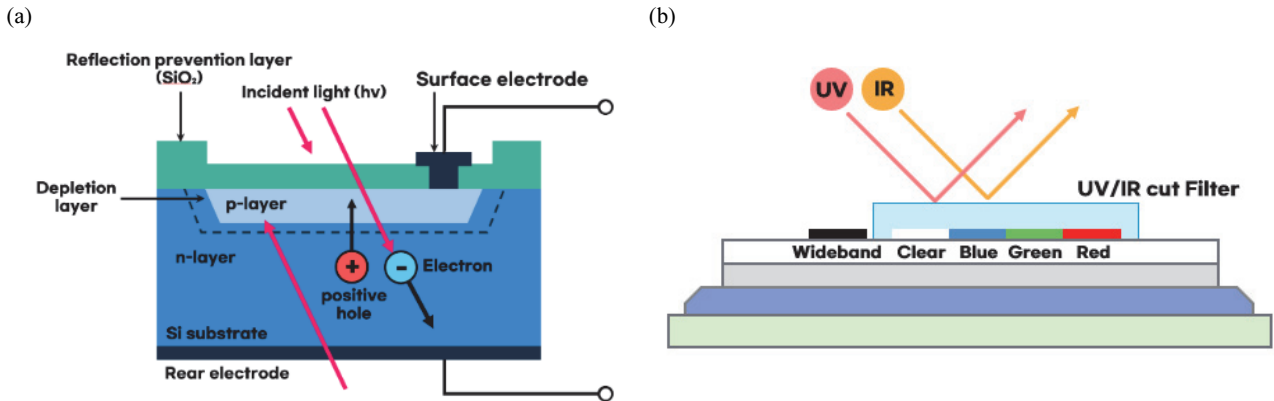 (a)
Reflection prevention layer
(SiO₂)
Incident light (hv)
Surface electrode
Depletion
layer
p-layer
n-layer
+
-
Electron
positive
hole
Si substrate
Rear electrode
(b)
UV
IR
UV/IR cut Filter
Wideband
Clear
Blue
Green
Red